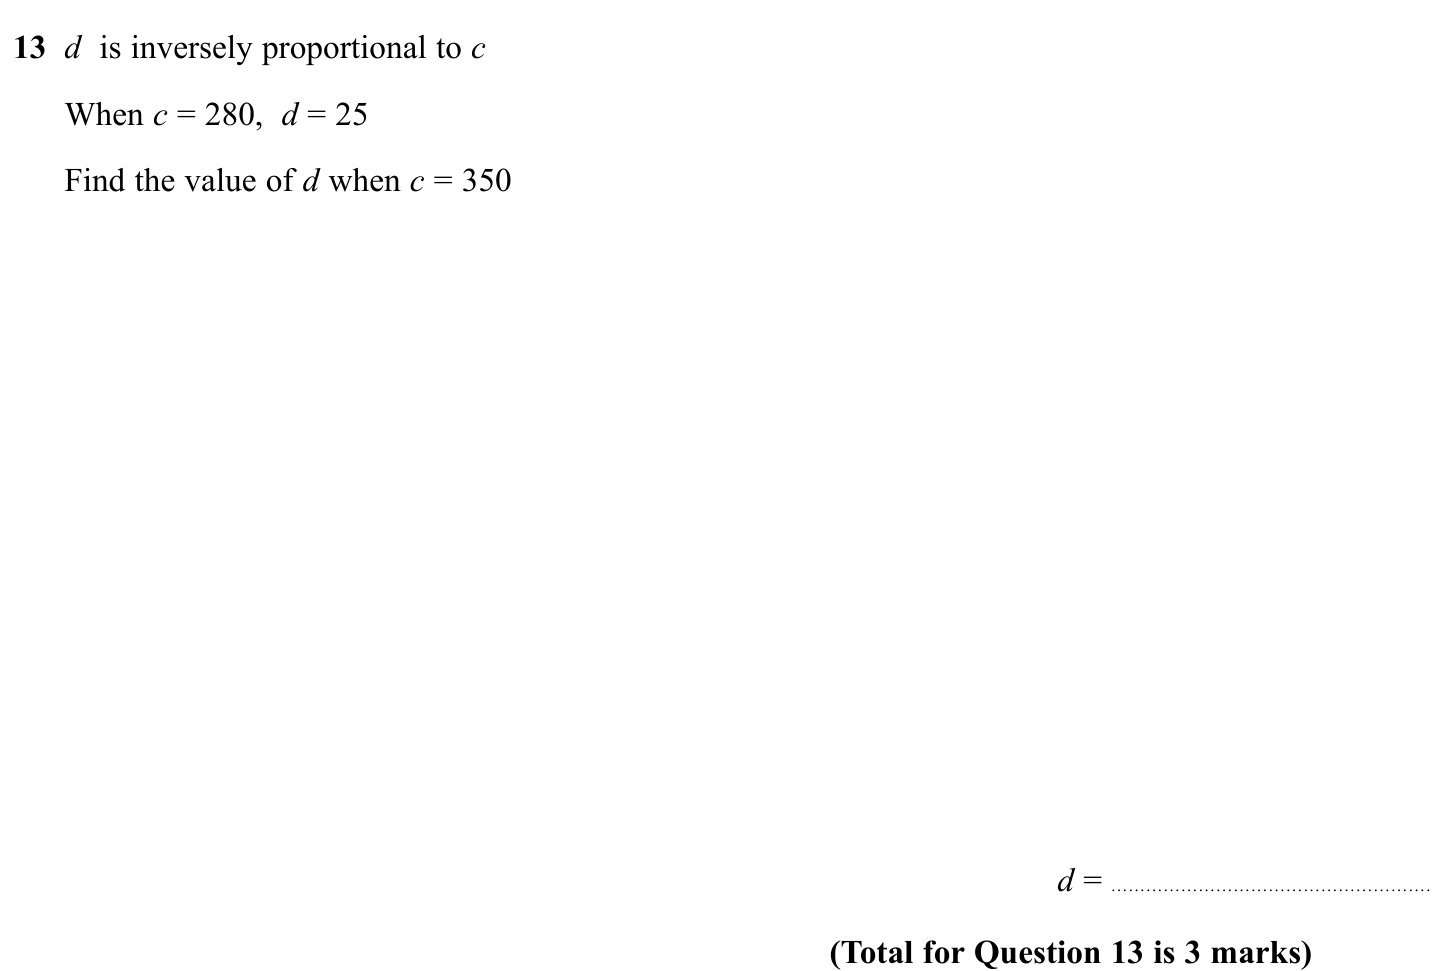 13 d is inversely proportional to c
When c = 280, d = 25
Find the value of d when c = 350
d = ......................................................
(Total for Question 13 is 3 marks)